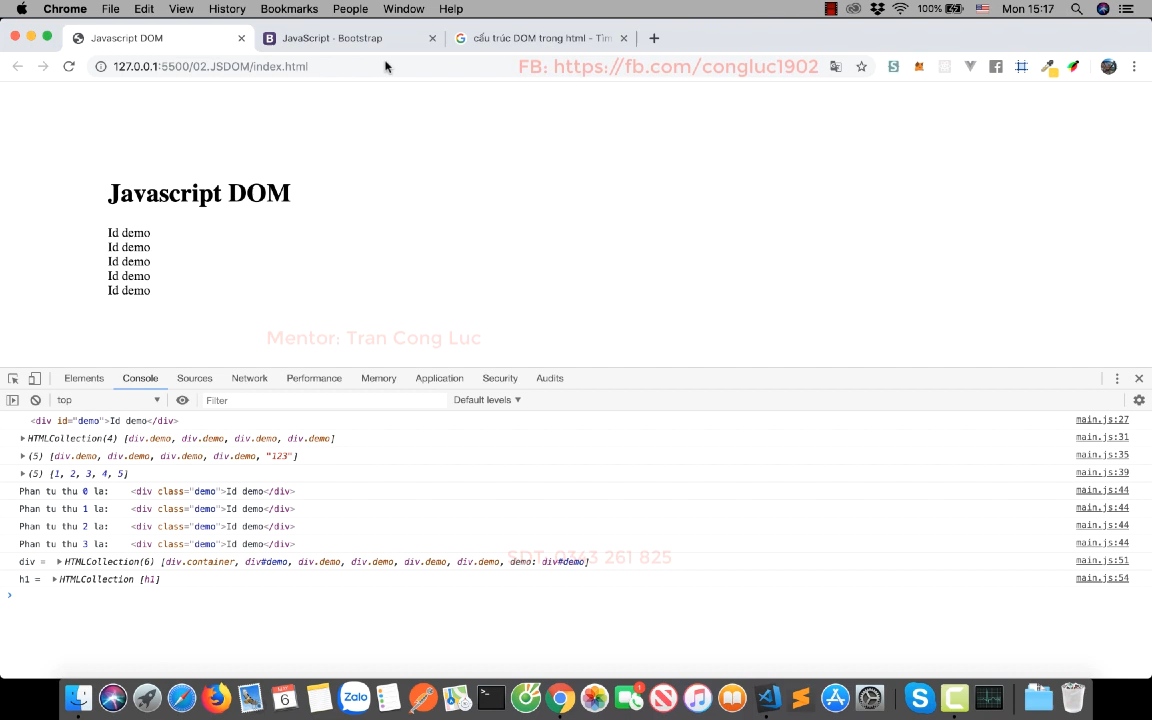 Chrome File Edit View History Bookmarks People Window Help 100% Mon 15:17
Javascript DOM JavaScript · Bootstrap cấu trúc DOM trong html - Tìm
127.0.0.1:5500/02.JSDOM/index.html FB: https://fb.com/congluc1902
Javascript DOM
Id demo
Id demo
Id demo
Id demo
Id demo
Mentor: Tran Cong Luc
Elements Console Sources Network Performance Memory Application Security Audits
top Filter Default levels
<div id="demo">Id demo</div> main.js:27
HTMLCollection(4) [div.demo, div.demo, div.demo, div.demo] main.js:31
(5) [div.demo, div.demo, div.demo, div.demo, "123"] main.js:35
(5) [1, 2, 3, 4, 5] main.js:39
Phan tu thu 0 la: <div class="demo">Id demo</div> main.js:44
Phan tu thu 1 la: <div class="demo">Id demo</div> main.js:44
Phan tu thu 2 la: <div class="demo">Id demo</div> main.js:44
Phan tu thu 3 la: <div class="demo">Id demo</div> main.js:44
SDT: 0343 261 825
div = HTMLCollection(6) [div.container, div#demo, div.demo, div.demo, div.demo, div.demo, demo: div#demo] main.js:51
h1 = HTMLCollection [h1] main.js:54
Zalo